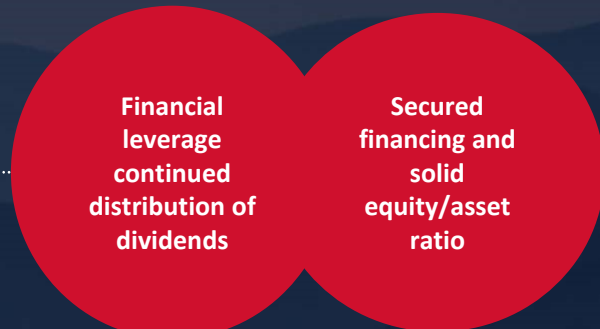 Financial
leverage
continued
distribution of
dividends
Secured
financing and
solid
equity/asset
ratio